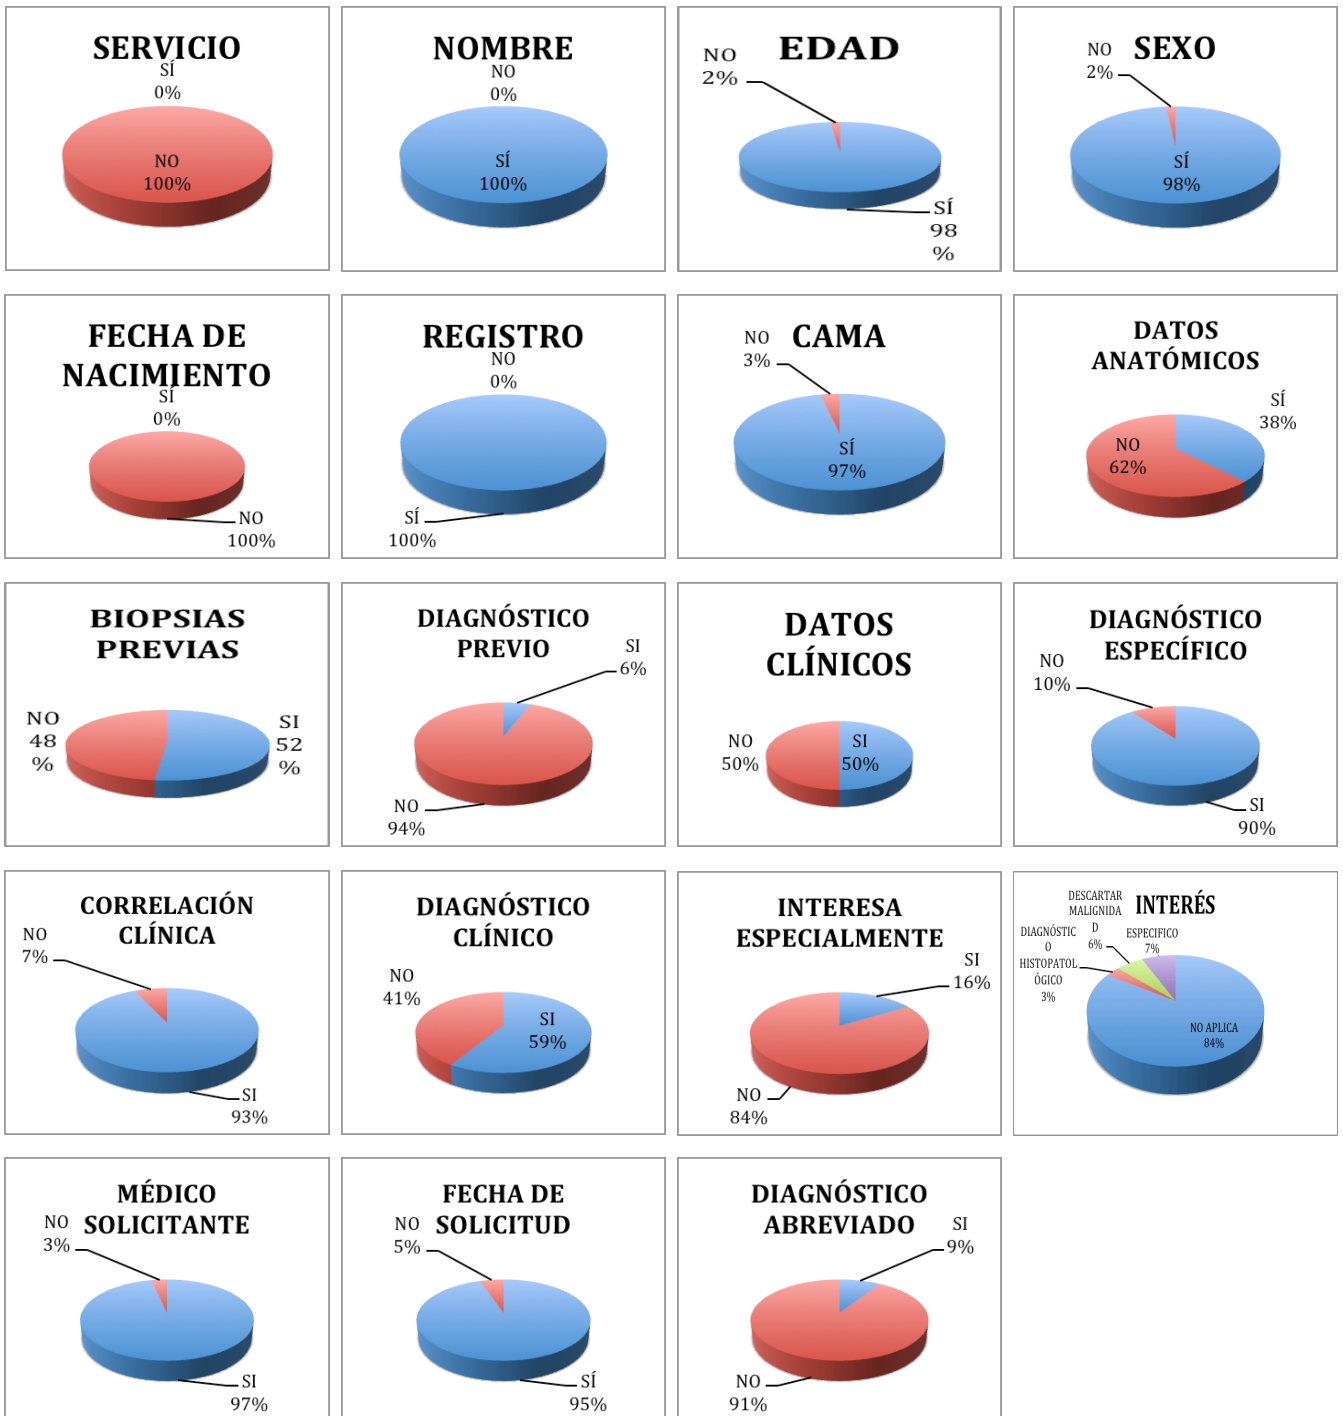 SERVICIO
SÍ
0%
NO
100%
NOMBRE
NO
0%
SÍ
100%
EDAD
NO
2%
SÍ
98
%
SEXO
NO
2%
SÍ
98%
FECHA DE
NACIMIENTO
SÍ
0%
NO
100%
REGISTRO
NO
0%
SÍ
100%
CAMA
NO
3%
SÍ
97%
DATOS
ANATÓMICOS
SÍ
38%
NO
62%
BIOPSIAS
PREVIAS
NO
48
%
SI
52
%
DIAGNÓSTICO
PREVIO
SI
6%
NO
94%
DATOS
CLÍNICOS
NO
50%
SI
50%
DIAGNÓSTICO
ESPECÍFICO
NO
10%
SI
90%
CORRELACIÓN
CLÍNICA
NO
7%
SI
93%
DIAGNÓSTICO
CLÍNICO
NO
41%
SI
59%
INTERESA
ESPECIALMENTE
SI
16%
NO
84%
INTERÉS
DESCARTAR
MALIGNIDA
D
6%
ESPECIFICO
7%
DIAGNÓSTIC
O
HISTOPATOL
ÓGICO
3%
NO APLICA
84%
MÉDICO
SOLICITANTE
NO
3%
SI
97%
FECHA DE
SOLICITUD
NO
5%
SÍ
95%
DIAGNÓSTICO
ABREVIADO
SI
9%
NO
91%